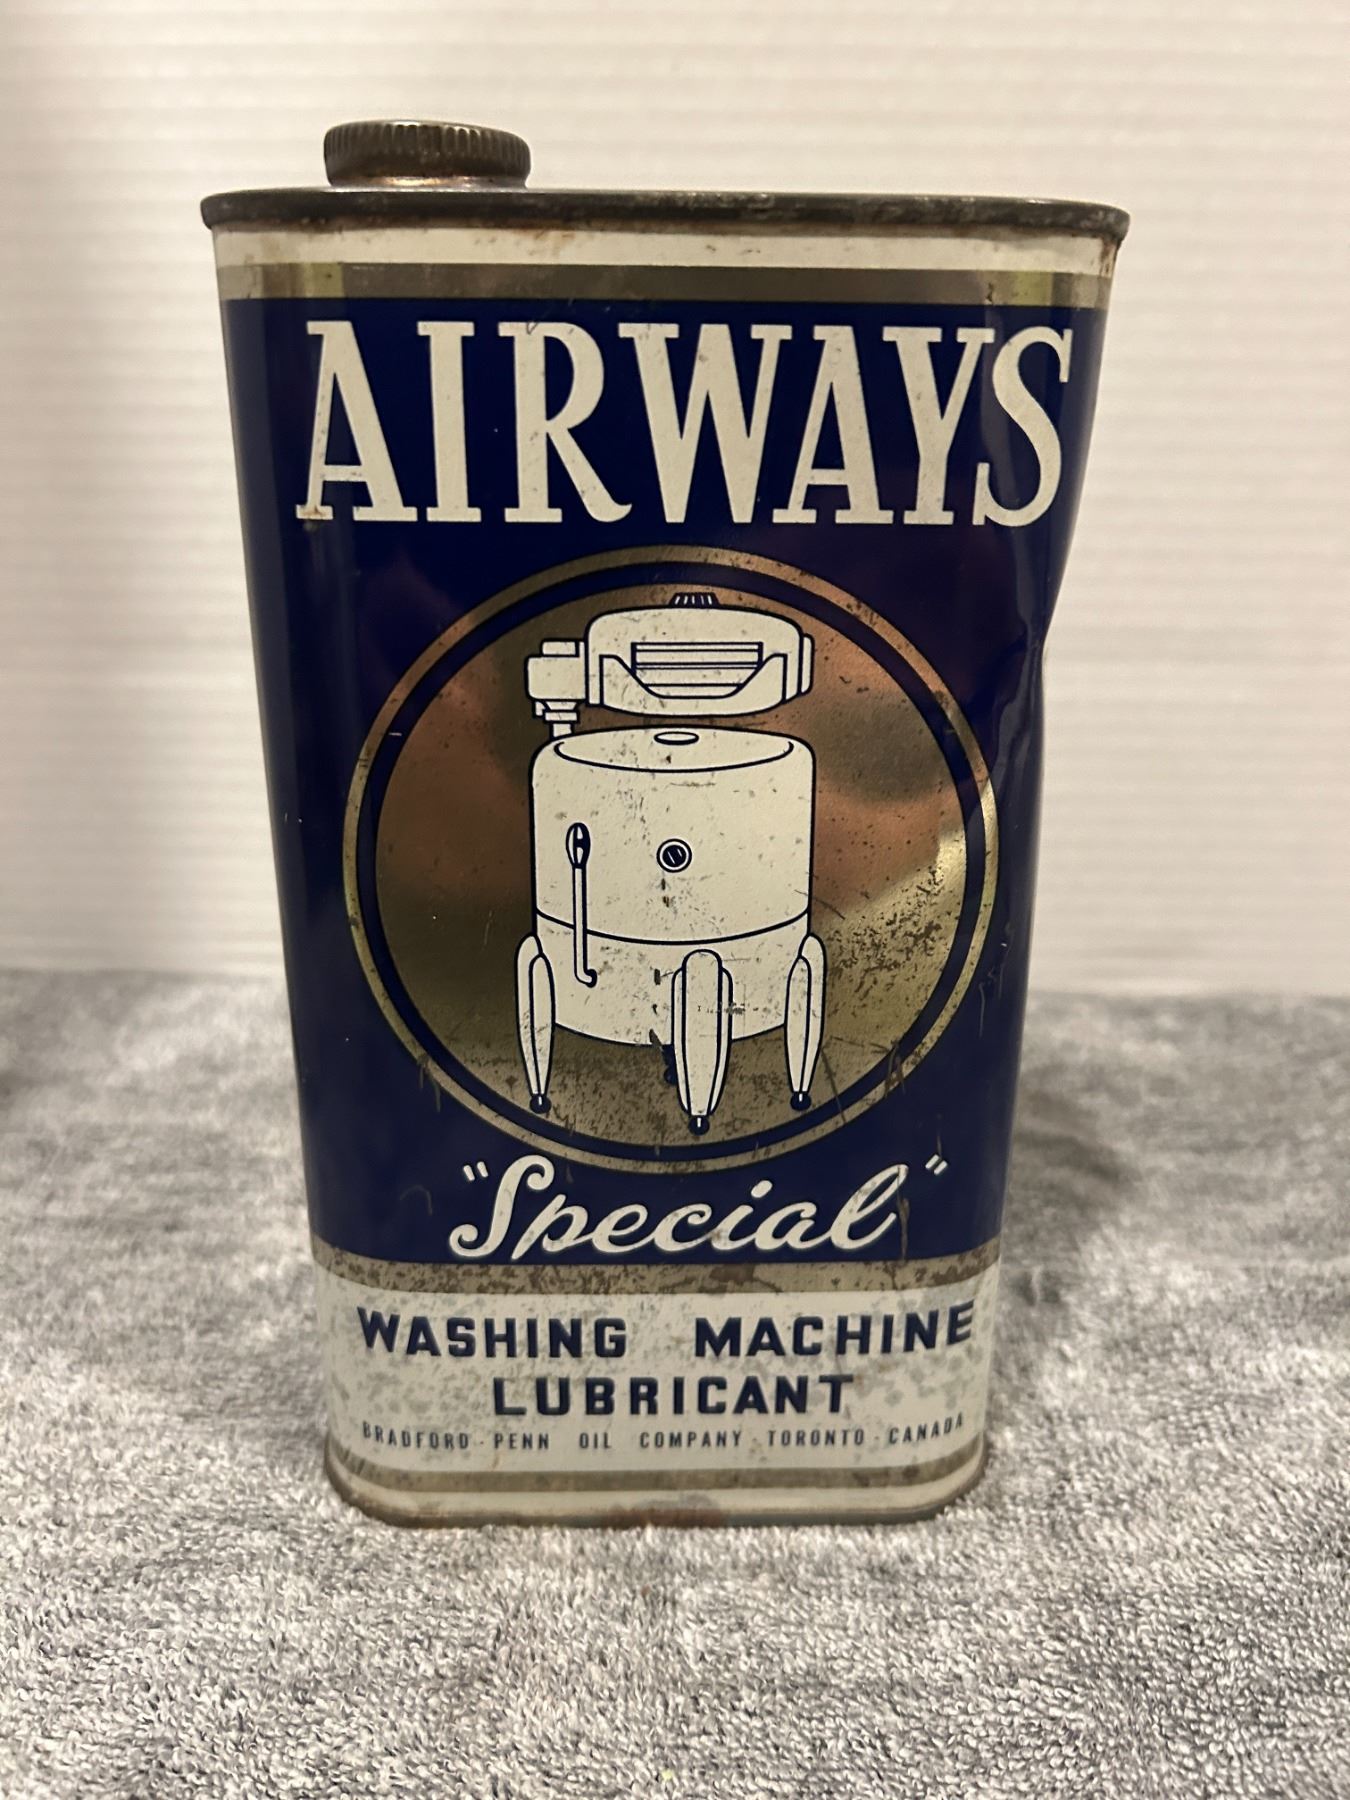 AIRWAYS
"Special"
WASHING MACHINE
LUBRICANT
BRADFORD - PENN OIL COMPANY - TORONTO - CANADA